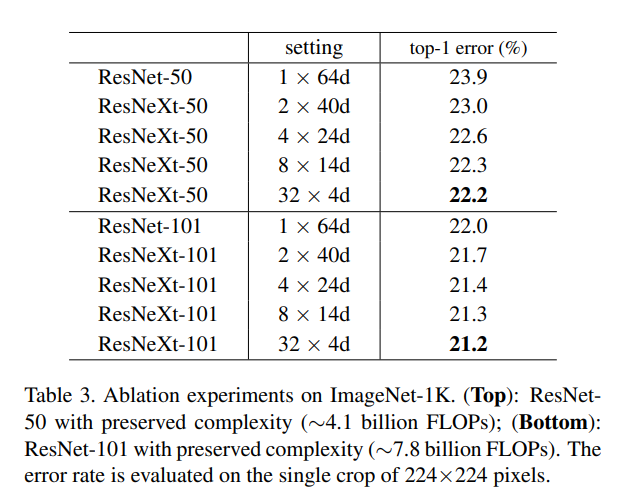 setting top-1 error (%)
ResNet-50 1 × 64d 23.9
ResNeXt-50 2 × 40d 23.0
ResNeXt-50 4 × 24d 22.6
ResNeXt-50 8 × 14d 22.3
ResNeXt-50 32 × 4d 22.2
ResNet-101 1 × 64d 22.0
ResNeXt-101 2 × 40d 21.7
ResNeXt-101 4 × 24d 21.4
ResNeXt-101 8 × 14d 21.3
ResNeXt-101 32 × 4d 21.2
Table 3. Ablation experiments on ImageNet-1K. (Top): ResNet-
50 with preserved complexity (∼4.1 billion FLOPs); (Bottom):
ResNet-101 with preserved complexity (∼7.8 billion FLOPs). The
error rate is evaluated on the single crop of 224×224 pixels.